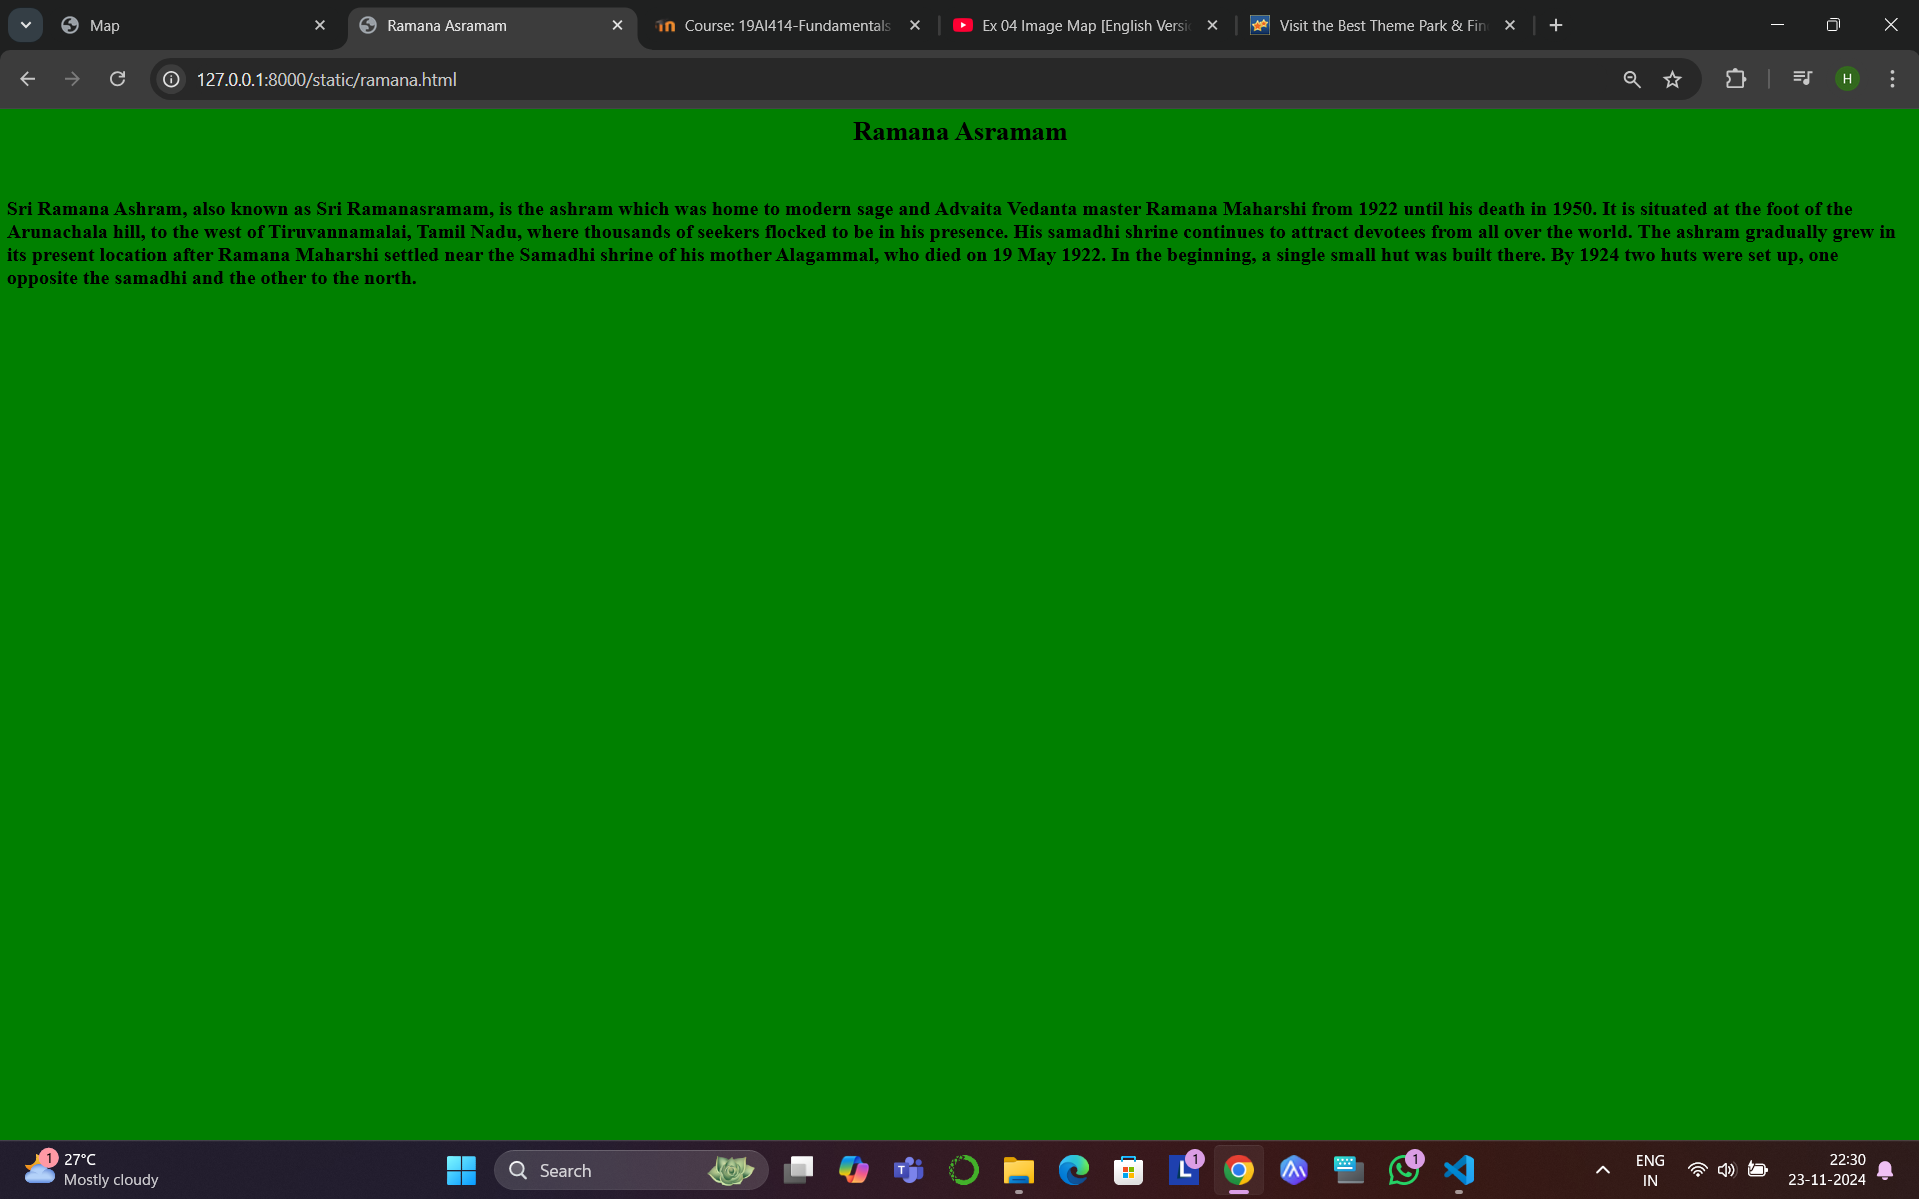 Map
Ramana Asramam
Course: 19AI414-Fundamentals
Ex 04 Image Map [English Versi
Visit the Best Theme Park & Fin
127.0.0.1:8000/static/ramana.html
H
Ramana Asramam
Sri Ramana Ashram, also known as Sri Ramanasramam, is the ashram which was home to modern sage and Advaita Vedanta master Ramana Maharshi from 1922 until his death in 1950. It is situated at the foot of the
Arunachala hill, to the west of Tiruvannamalai, Tamil Nadu, where thousands of seekers flocked to be in his presence. His samadhi shrine continues to attract devotees from all over the world. The ashram gradually grew in
its present location after Ramana Maharshi settled near the Samadhi shrine of his mother Alagammal, who died on 19 May 1922. In the beginning, a single small hut was built there. By 1924 two huts were set up, one
opposite the samadhi and the other to the north.
1
27°C
Mostly cloudy
Search
T
L
1
1
ENG
IN
22:30
23-11-2024